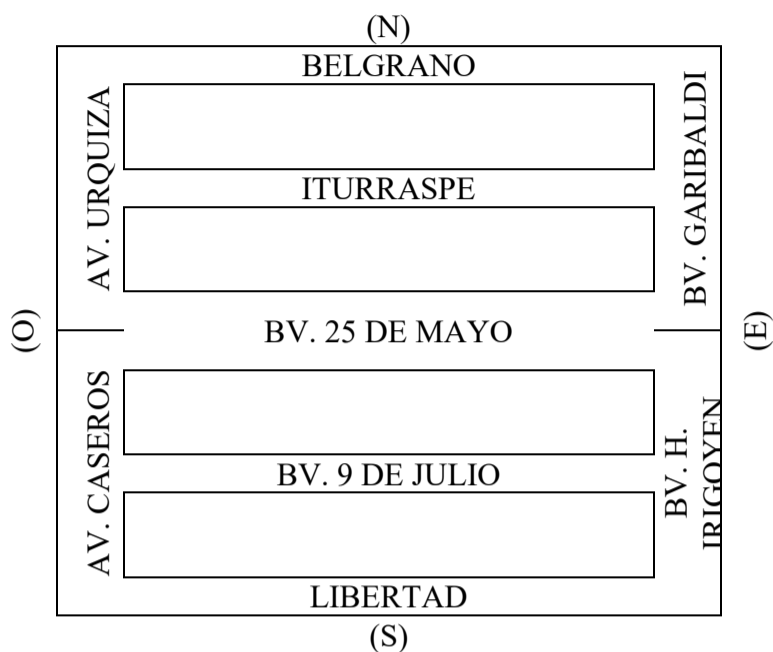 (N)
BELGRANO
AV. URQUIZA
ITURRASPE
BV. GARIBALDI
(O)
BV. 25 DE MAYO
(E)
AV. CASEROS
BV. 9 DE JULIO
BV. H.
IRIGOYEN
LIBERTAD
(S)